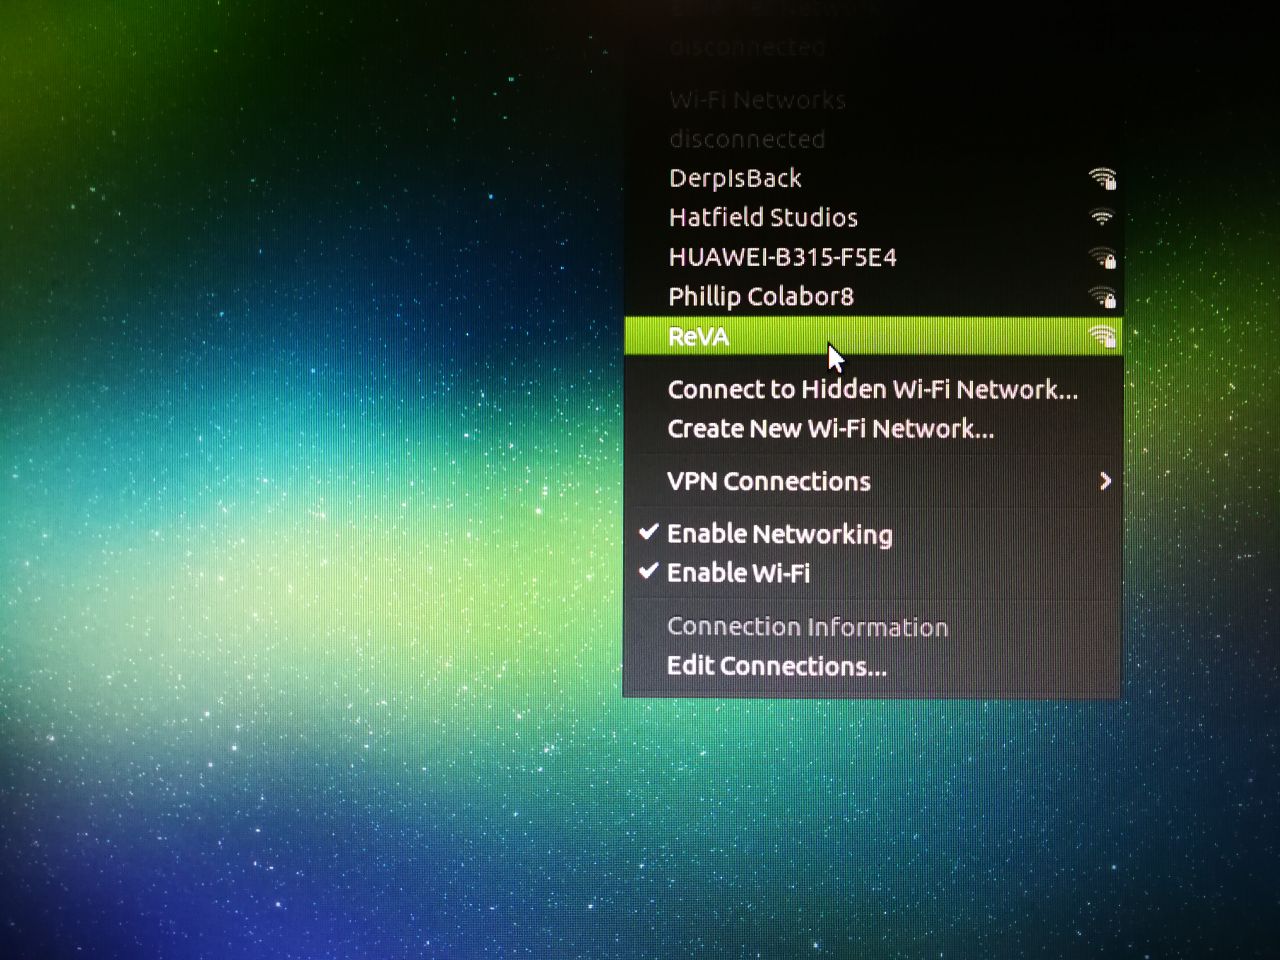 disconnected
Wi-Fi Networks
disconnected
DerpIsBack
Hatfield Studios
HUAWEI-B315-F5E4
Phillip Colabor8
ReVA
Connect to Hidden Wi-Fi Network...
Create New Wi-Fi Network...
VPN Connections
Enable Networking
Enable Wi-Fi
Connection Information
Edit Connections...